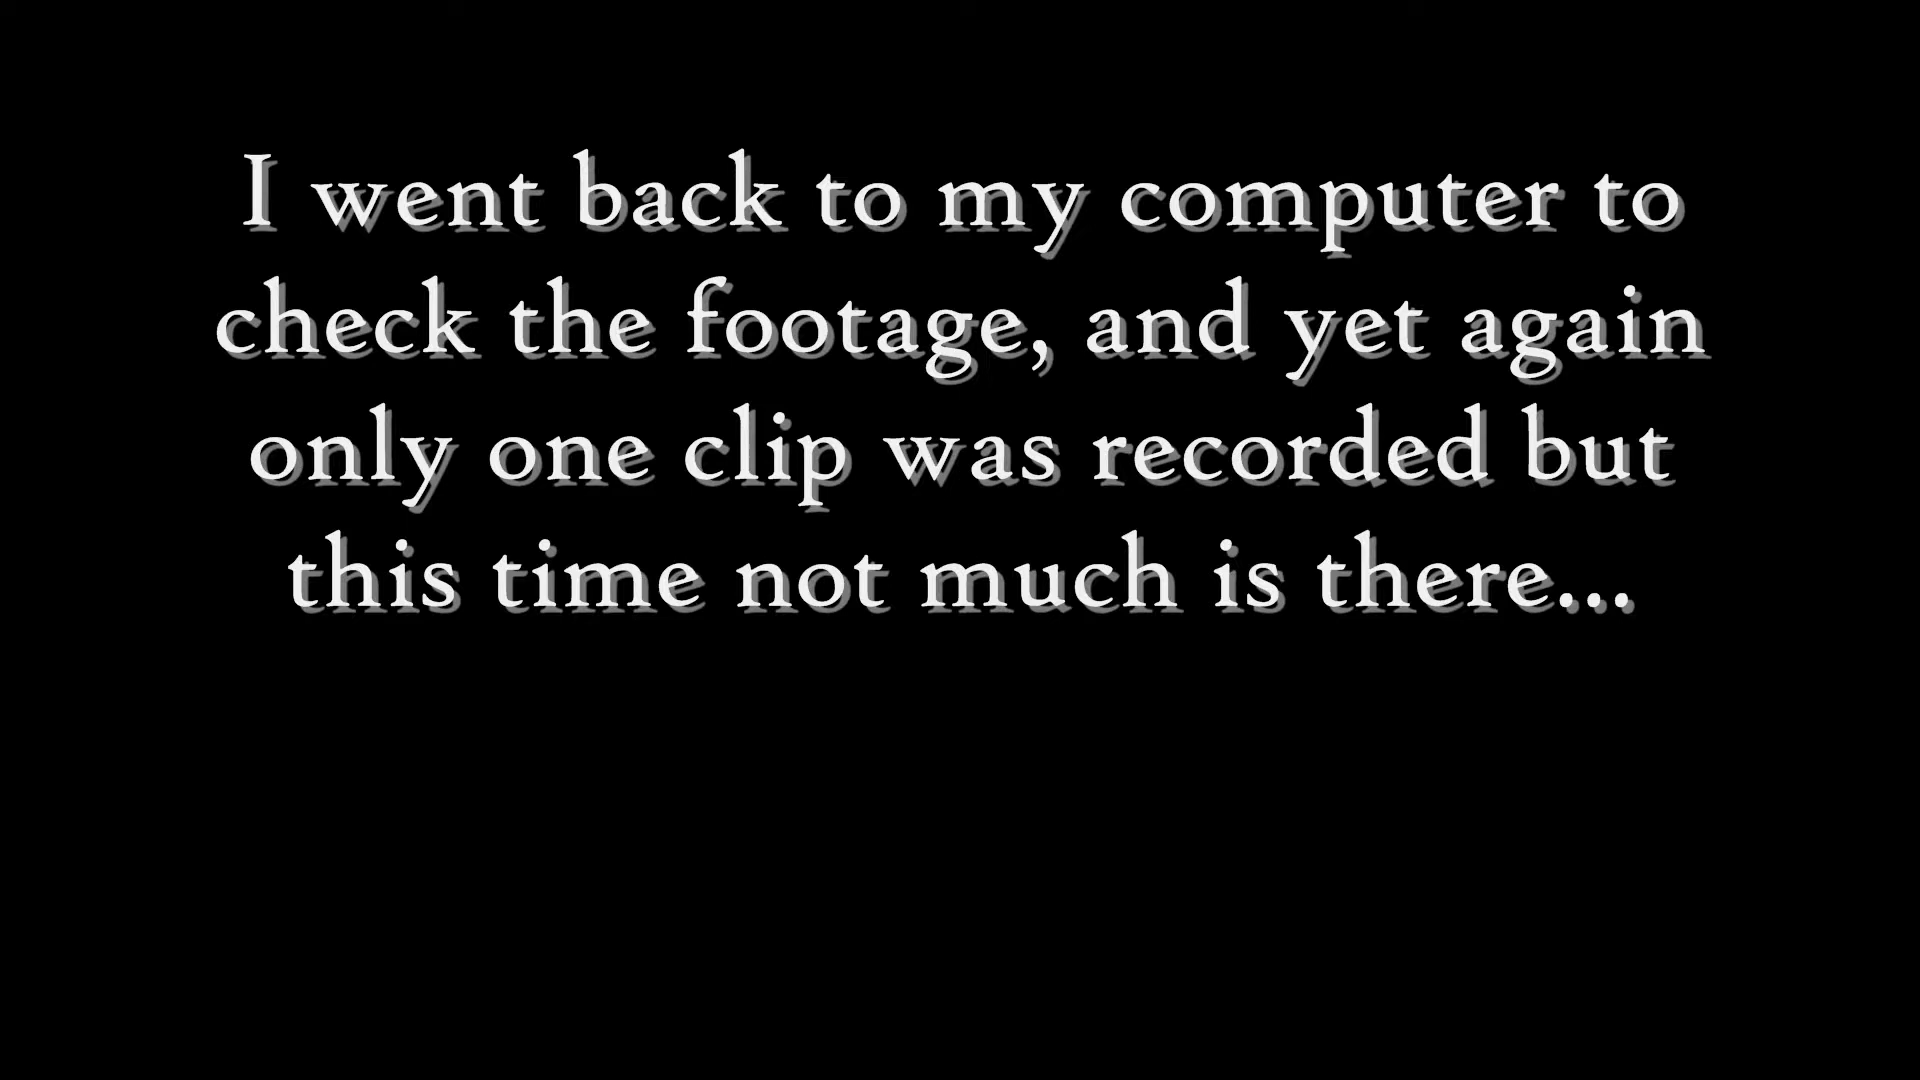 I went back to my computer to
check the footage, and yet again
only one clip was recorded but
this time not much is there...